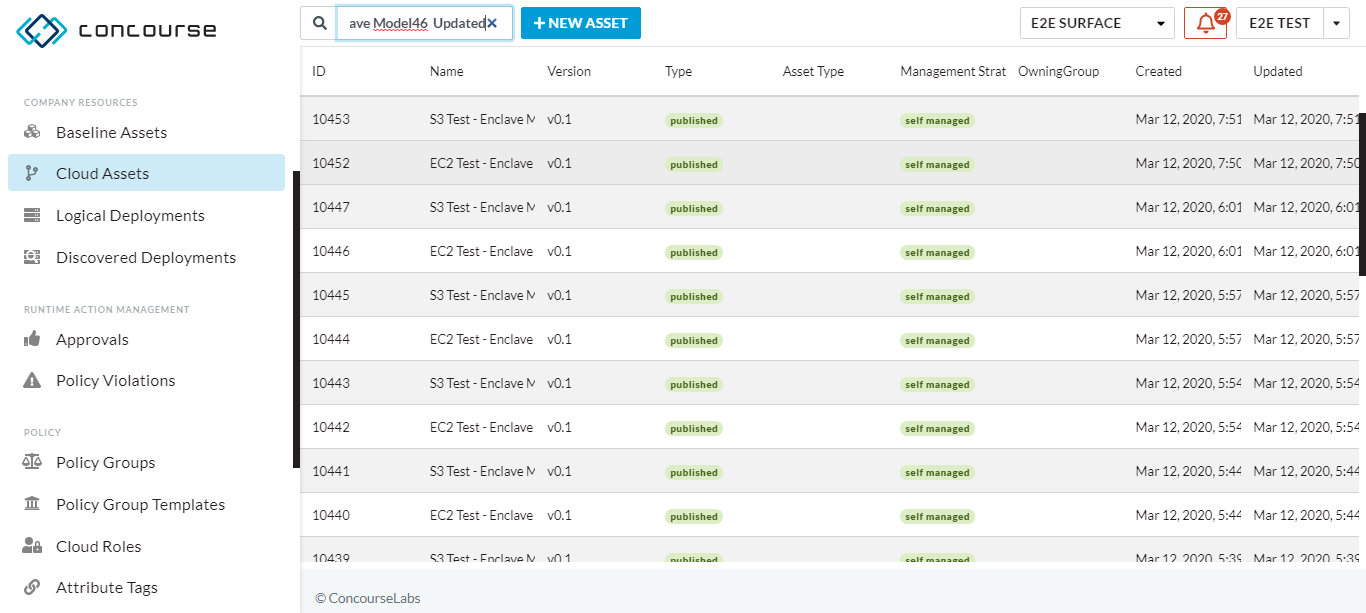 concourse
ave Model46 Updated
NEW ASSET
E2E SURFACE
27
E2E TEST
COMPANY RESOURCES
Baseline Assets
Cloud Assets
Logical Deployments
Discovered Deployments
RUNTIME ACTION MANAGEMENT
Approvals
Policy Violations
POLICY
Policy Groups
Policy Group Templates
Cloud Roles
Attribute Tags
ID Name Version Type Asset Type Management Strat OwningGroup Created Updated
10453 S3 Test - Enclave M v0.1 published self managed Mar 12, 2020, 7:51 Mar 12, 2020, 7:51
10452 EC2 Test - Enclave v0.1 published self managed Mar 12, 2020, 7:50 Mar 12, 2020, 7:50
10447 S3 Test - Enclave M v0.1 published self managed Mar 12, 2020, 6:01 Mar 12, 2020, 6:01
10446 EC2 Test - Enclave v0.1 published self managed Mar 12, 2020, 6:01 Mar 12, 2020, 6:01
10445 S3 Test - Enclave M v0.1 published self managed Mar 12, 2020, 5:57 Mar 12, 2020, 5:57
10444 EC2 Test - Enclave v0.1 published self managed Mar 12, 2020, 5:57 Mar 12, 2020, 5:57
10443 S3 Test - Enclave M v0.1 published self managed Mar 12, 2020, 5:54 Mar 12, 2020, 5:54
10442 EC2 Test - Enclave v0.1 published self managed Mar 12, 2020, 5:54 Mar 12, 2020, 5:54
10441 S3 Test - Enclave M v0.1 published self managed Mar 12, 2020, 5:44 Mar 12, 2020, 5:44
10440 EC2 Test - Enclave v0.1 published self managed Mar 12, 2020, 5:44 Mar 12, 2020, 5:44
10439 S3 Test - Enclave M v0.1 published self managed Mar 12, 2020, 5:39 Mar 12, 2020, 5:39
© ConcourseLabs